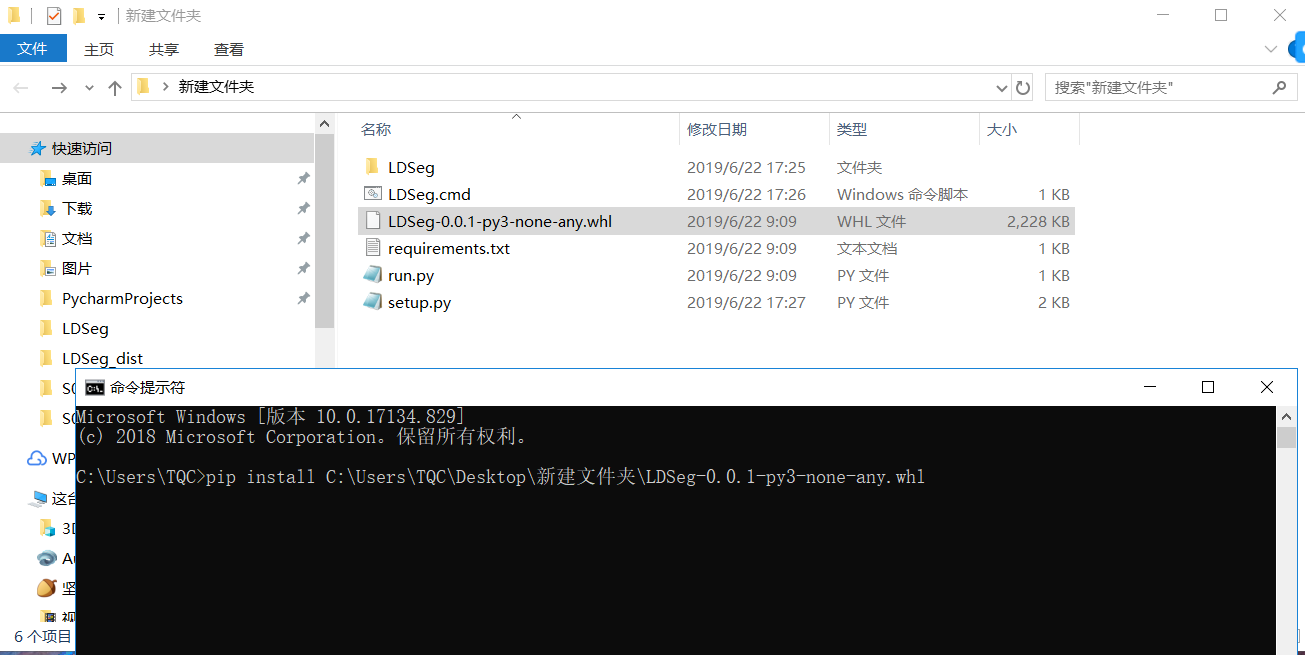 新建文件夹
文件 主页 共享 查看
新建文件夹 搜索"新建文件夹"
名称 修改日期 类型 大小
快速访问
桌面
下载
文档
图片
PycharmProjects
LDSeg
LDSeg_dist
LDSeg 2019/6/22 17:25 文件夹
LDSeg.cmd 2019/6/22 17:26 Windows 命令脚本 1 KB
LDSeg-0.0.1-py3-none-any.whl 2019/6/22 9:09 WHL 文件 2,228 KB
requirements.txt 2019/6/22 9:09 文本文档 1 KB
run.py 2019/6/22 9:09 PY 文件 1 KB
setup.py 2019/6/22 17:27 PY 文件 2 KB
WP
这台
3D
坚
视
6 个项目
命令提示符
Microsoft Windows [版本 10.0.17134.829]
(c) 2018 Microsoft Corporation。保留所有权利。
C:\Users\TQC>pip install C:\Users\TQC\Desktop\新建文件夹\LDSeg-0.0.1-py3-none-any.whl